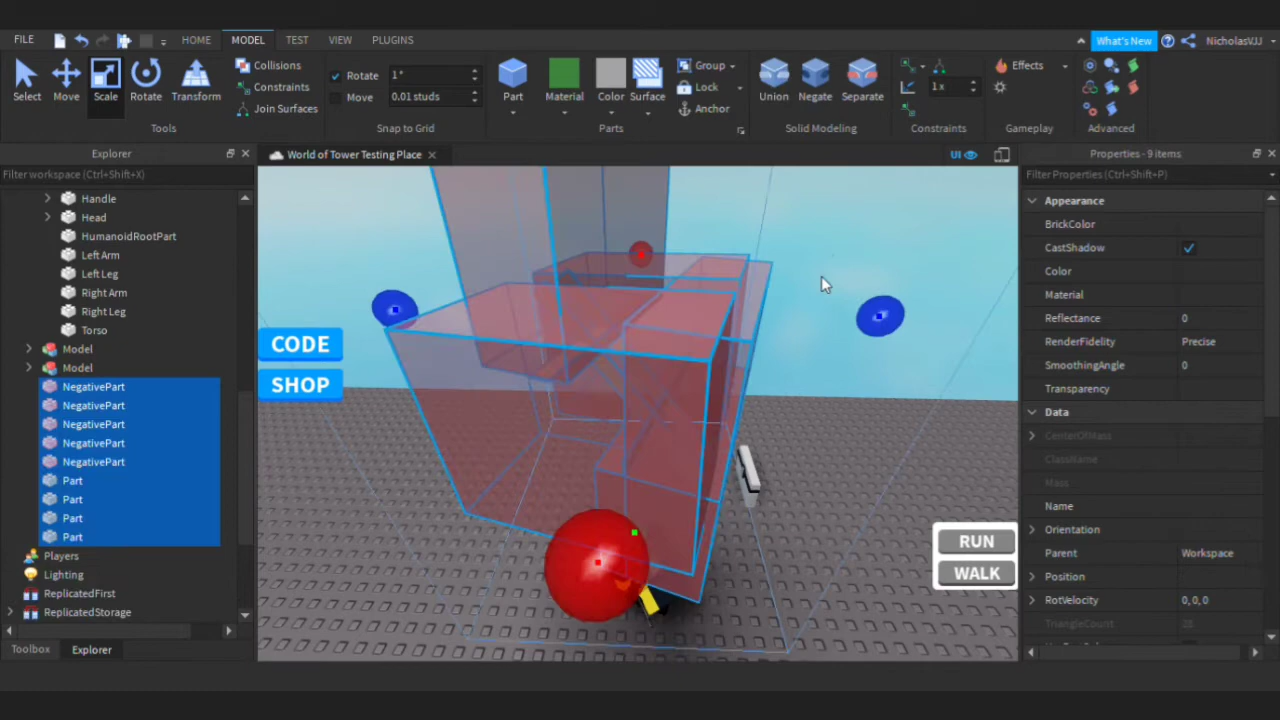 FILE HOME MODEL TEST VIEW PLUGINS What's New NicholasVJJ
Select Move Scale Rotate Transform
Collisions
Constraints
Join Surfaces
Rotate 1°
Move 0.01 studs
Part Material Color Surface
Group
Lock
Anchor
Union Negate Separate
1 x
Effects
Tools Snap to Grid Parts Solid Modeling Constraints Gameplay Advanced
Explorer
Filter workspace (Ctrl+Shift+X)
Handle
Head
HumanoidRootPart
Left Arm
Left Leg
Right Arm
Right Leg
Torso
Model
Model
NegativePart
NegativePart
NegativePart
NegativePart
NegativePart
Part
Part
Part
Part
Players
Lighting
ReplicatedFirst
ReplicatedStorage
Toolbox Explorer
World of Tower Testing Place UI
CODE
SHOP
RUN
WALK
Properties - 9 items
Filter Properties (Ctrl+Shift+P)
Appearance
BrickColor
CastShadow
Color
Material
Reflectance 0
RenderFidelity Precise
SmoothingAngle 0
Transparency
Data
CenterOfMass
ClassName
Mass
Name
Orientation
Parent Workspace
Position
RotVelocity 0, 0, 0
TriangleCount 28